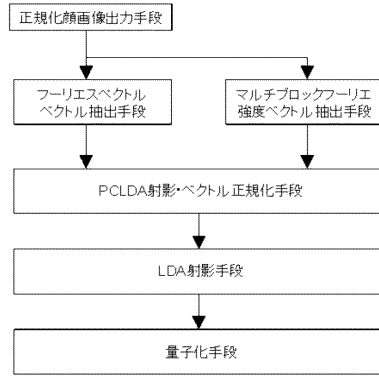 正規化顔画像出力手段
フーリエスペクトル
ベクトル抽出手段
マルチブロックフーリエ
強度ベクトル抽出手段
PCLDA射影・ベクトル正規化手段
LDA射影手段
量子化手段